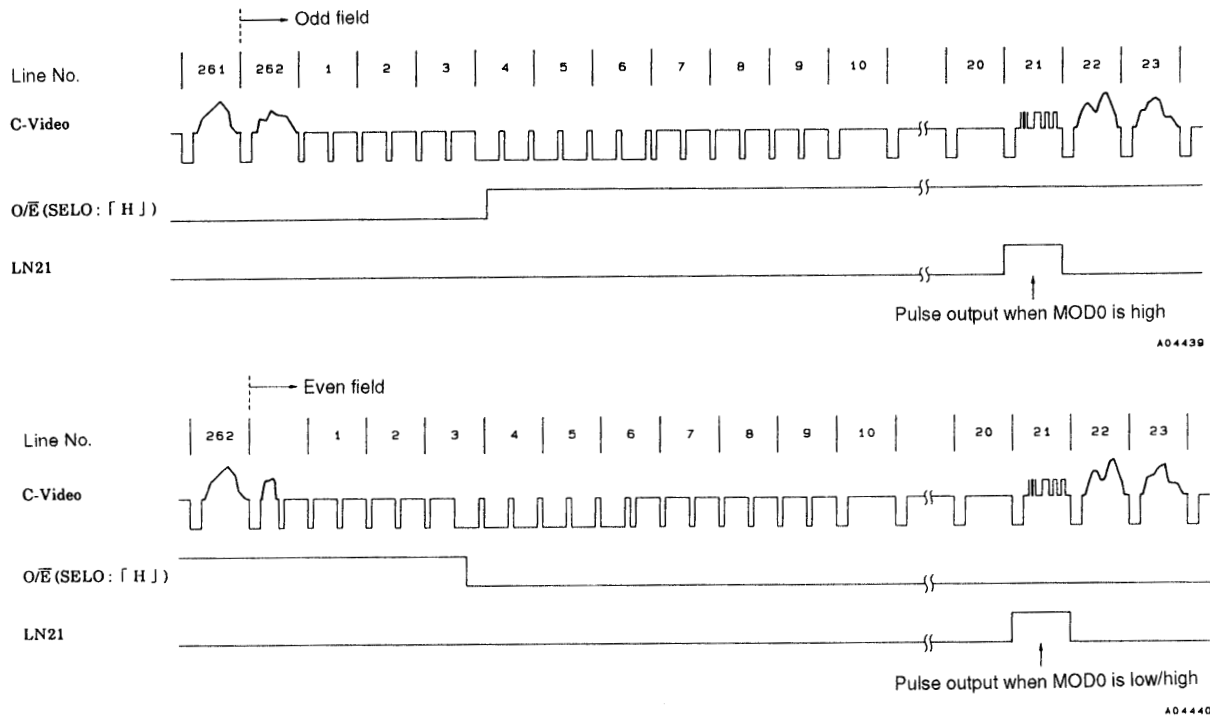 Odd field
Line No. 261 262 1 2 3 4 5 6 7 8 9 10 20 21 22 23
C-Video
O/E̅ (SELO : 「 H 」)
LN21
Pulse output when MOD0 is high
A04439
Even field
Line No. 262 1 2 3 4 5 6 7 8 9 10 20 21 22 23
C-Video
O/E̅ (SELO : 「 H 」)
LN21
Pulse output when MOD0 is low/high
A04440